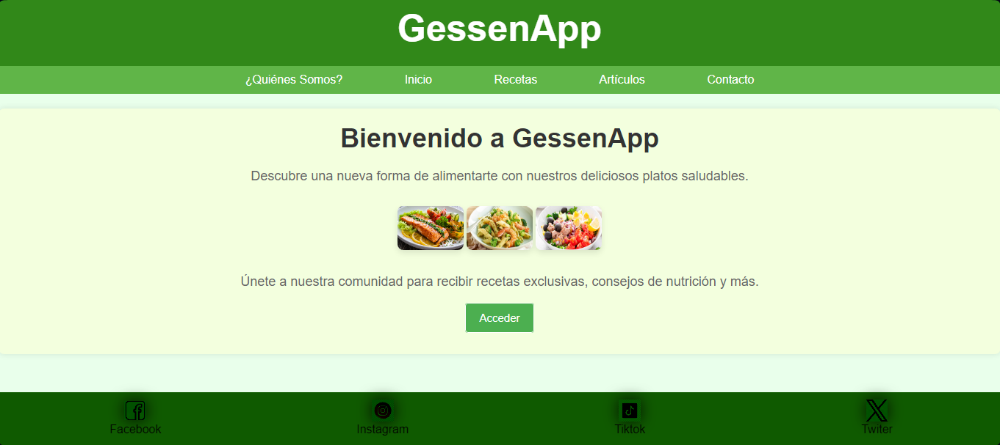 GessenApp
¿Quiénes Somos? Inicio Recetas Artículos Contacto
Bienvenido a GessenApp
Descubre una nueva forma de alimentarte con nuestros deliciosos platos saludables.
Únete a nuestra comunidad para recibir recetas exclusivas, consejos de nutrición y más.
Acceder
Facebook Instagram Tiktok Twiter